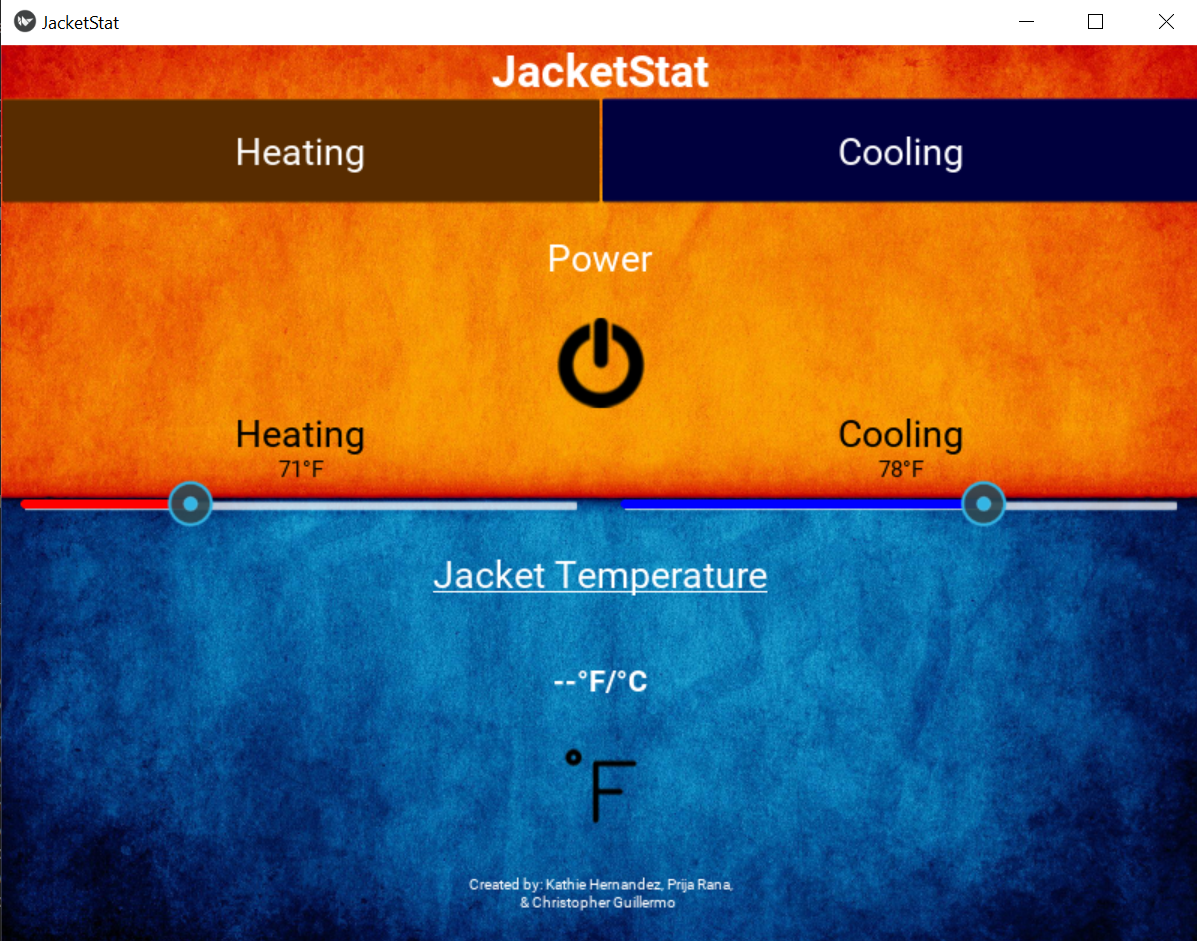 JacketStat
JacketStat
Heating Cooling
Power
Heating Cooling
71°F 78°F
Jacket Temperature
--°F/°C
°F
Created by: Kathie Hernandez, Prija Rana,
& Christopher Guillermo